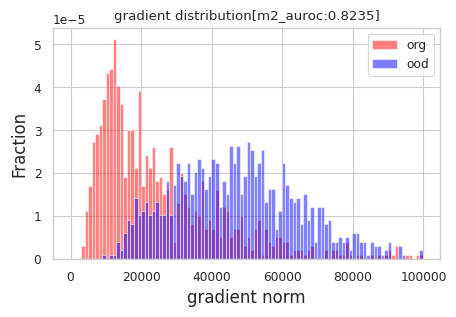 gradient distribution[m2_auroc:0.8235]
1e−5
org
ood
5
4
3
2
1
0
Fraction
0 20000 40000 60000 80000 100000
gradient norm